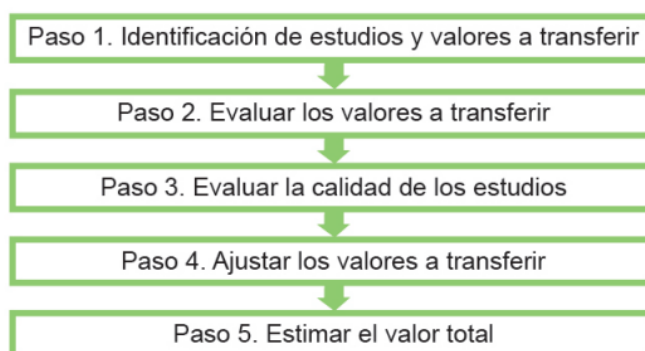 Paso 1. Identificación de estudios y valores a transferir
Paso 2. Evaluar los valores a transferir
Paso 3. Evaluar la calidad de los estudios
Paso 4. Ajustar los valores a transferir
Paso 5. Estimar el valor total